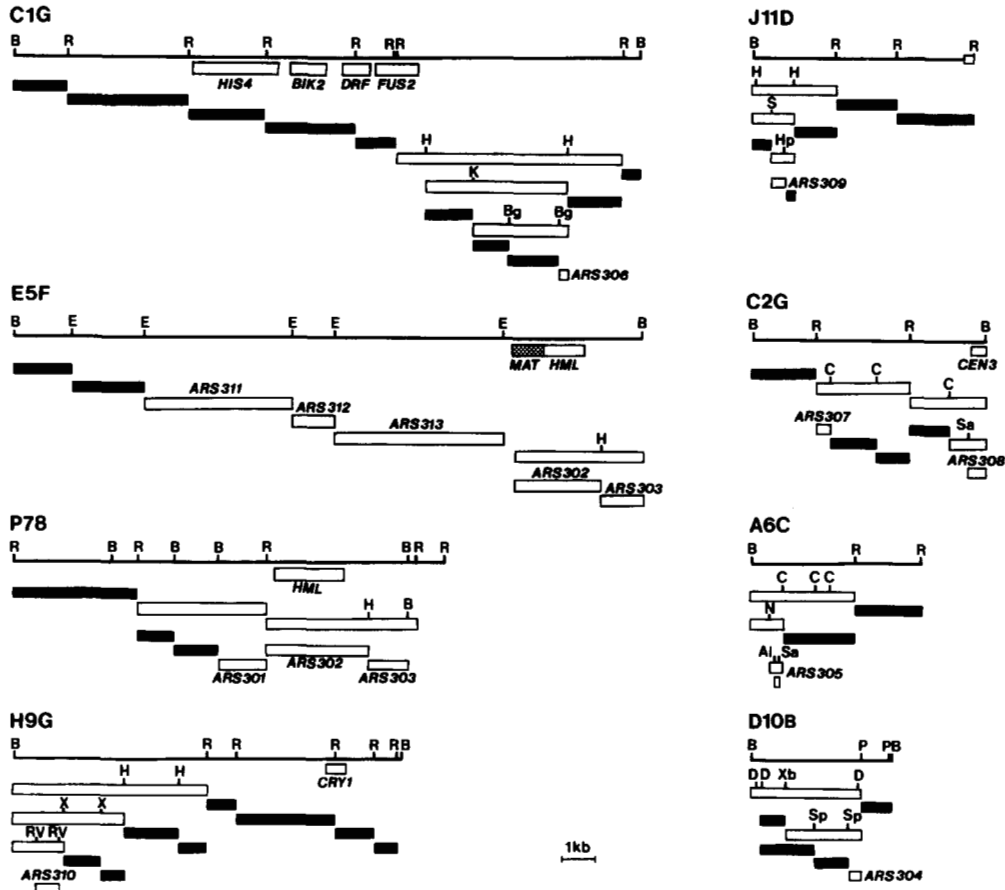 C1G
B R R R R RR R B
HIS4 BIK2 DRF FUS2
H H
K
Bg Bg
ARS306
E5F
B E E E E E B
MAT HML
ARS311
ARS312
ARS313
H
ARS302 ARS303
P78
R B R B B R B R R
HML
H B
ARS301 ARS302 ARS303
H9G
B R R R R R B
CRY1
H H
X X
RV RV
ARS310
1kb
J11D
B R R R
H H
S
Hp
ARS309
C2G
B R R B
CEN3
C C C
ARS307 Sa
ARS308
A6C
B R R
C C C
N
Al Sa
ARS305
D10B
B P PB
D D Xb D
Sp Sp
ARS304